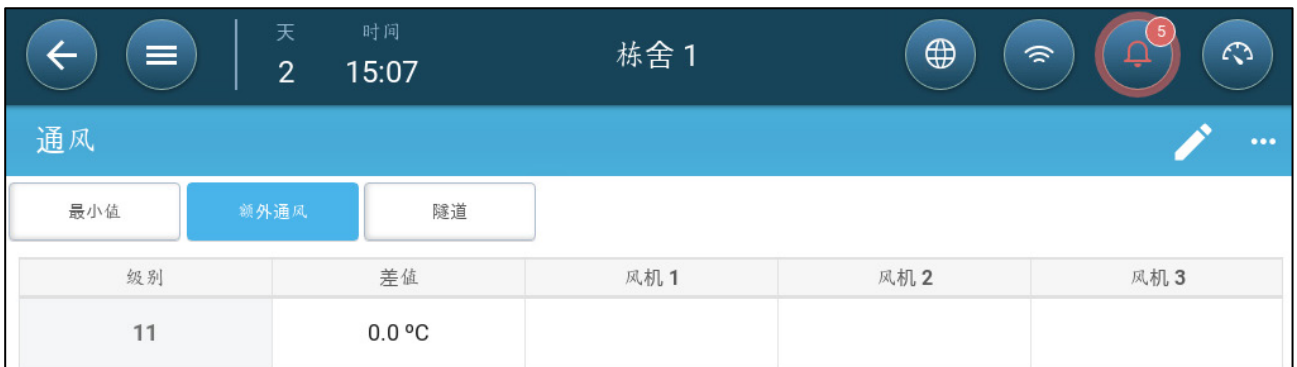 天 时间
2 15:07 栋舍 1 5
通风
最小值 额外通风 隧道
级别 差值 风机 1 风机 2 风机 3
11 0.0 ºC